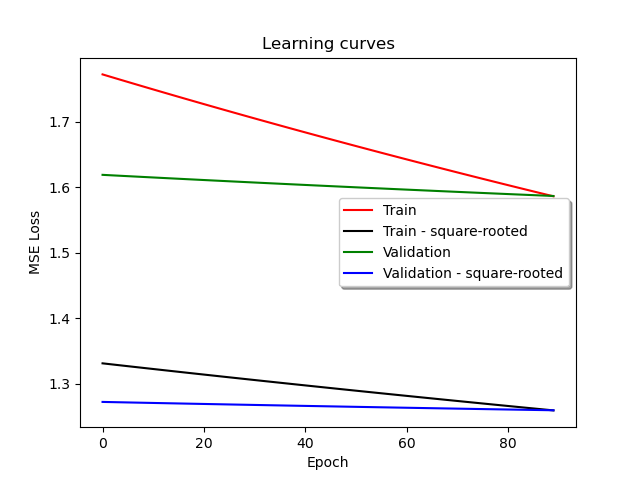 Learning curves
MSE Loss
1.7
1.6
1.5
1.4
1.3
Train
Train - square-rooted
Validation
Validation - square-rooted
0
20
40
60
80
Epoch